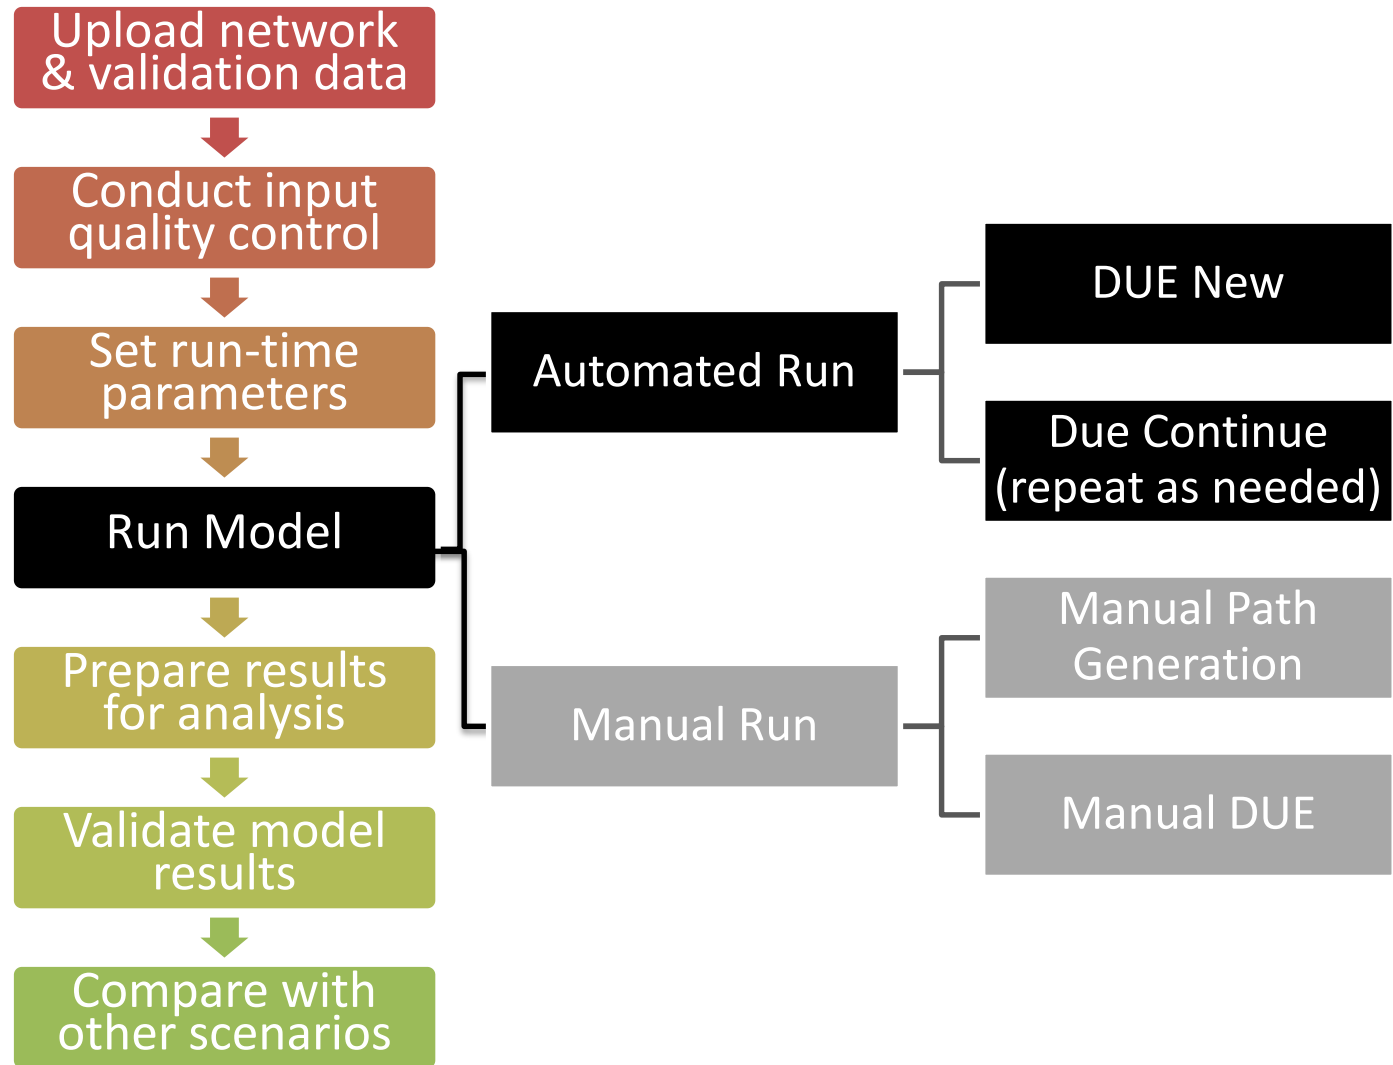 Upload network
& validation data
Conduct input
quality control
Set run-time
parameters
Run Model
Prepare results
for analysis
Validate model
results
Compare with
other scenarios
Automated Run
Manual Run
DUE New
Due Continue
(repeat as needed)
Manual Path
Generation
Manual DUE